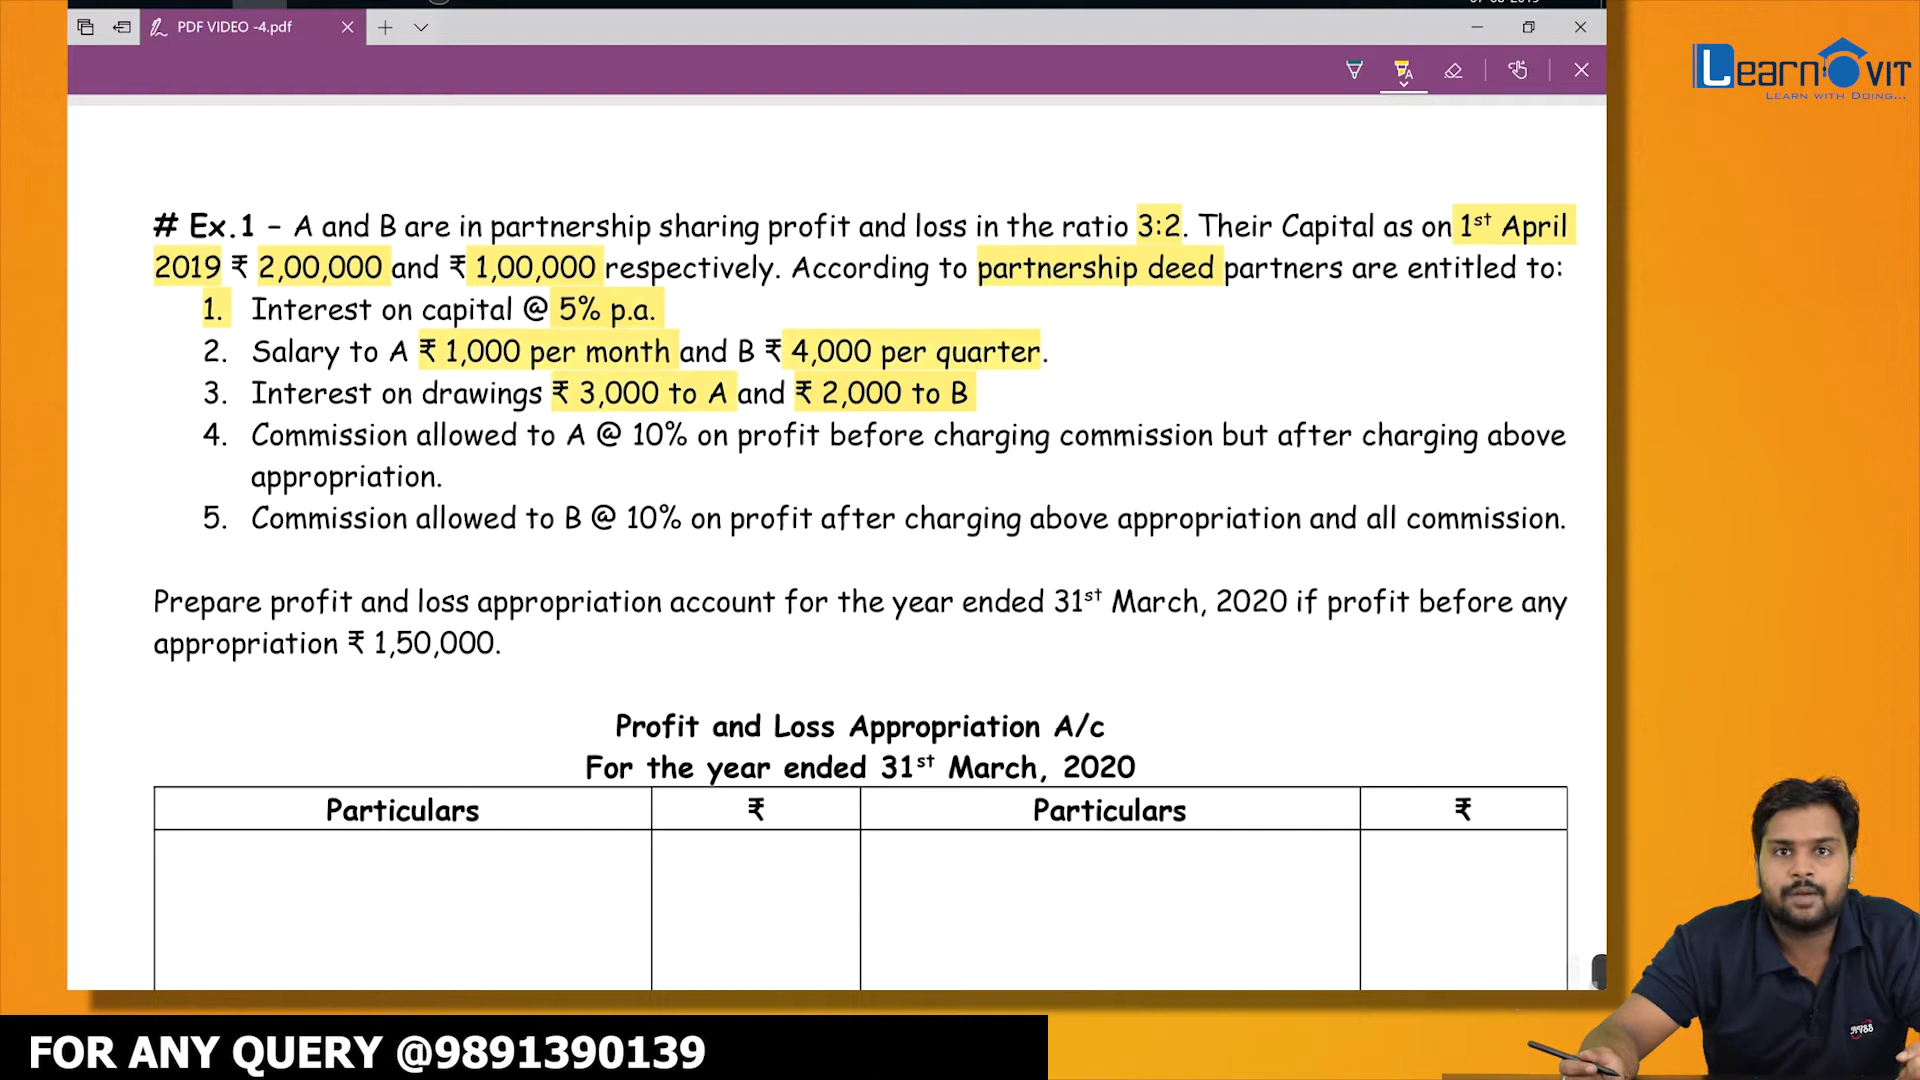 PDF VIDEO -4.pdf
LearnOvit
Learn with Doing...
# Ex.1 – A and B are in partnership sharing profit and loss in the ratio 3:2. Their Capital as on 1st April
2019 ₹ 2,00,000 and ₹ 1,00,000 respectively. According to partnership deed partners are entitled to:
1. Interest on capital @ 5% p.a.
2. Salary to A ₹ 1,000 per month and B ₹ 4,000 per quarter.
3. Interest on drawings ₹ 3,000 to A and ₹ 2,000 to B
4. Commission allowed to A @ 10% on profit before charging commission but after charging above
appropriation.
5. Commission allowed to B @ 10% on profit after charging above appropriation and all commission.
Prepare profit and loss appropriation account for the year ended 31st March, 2020 if profit before any
appropriation ₹ 1,50,000.
Profit and Loss Appropriation A/c
For the year ended 31st March, 2020
Particulars ₹ Particulars ₹
FOR ANY QUERY @9891390139